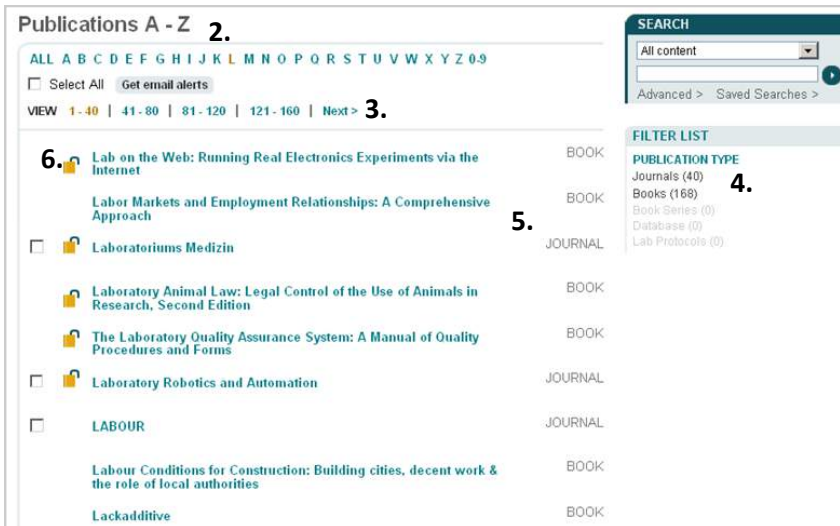 Publications A - Z
2.
ALL A B C D E F G H I J K L M N O P Q R S T U V W X Y Z 0-9
Select All Get email alerts
VIEW 1 - 40 | 41 - 80 | 81 - 120 | 121 - 160 | Next >
3.
6.
Lab on the Web: Running Real Electronics Experiments via the
Internet
BOOK
Labor Markets and Employment Relationships: A Comprehensive
Approach
BOOK
5.
Laboratoriums Medizin
JOURNAL
Laboratory Animal Law: Legal Control of the Use of Animals in
Research, Second Edition
BOOK
The Laboratory Quality Assurance System: A Manual of Quality
Procedures and Forms
BOOK
Laboratory Robotics and Automation
JOURNAL
LABOUR
JOURNAL
Labour Conditions for Construction: Building cities, decent work &
the role of local authorities
BOOK
Lackadditive
BOOK
SEARCH
All content
Advanced > Saved Searches >
FILTER LIST
PUBLICATION TYPE
Journals (40)
4.
Books (168)
Book Series (0)
Database (0)
Lab Protocols (0)